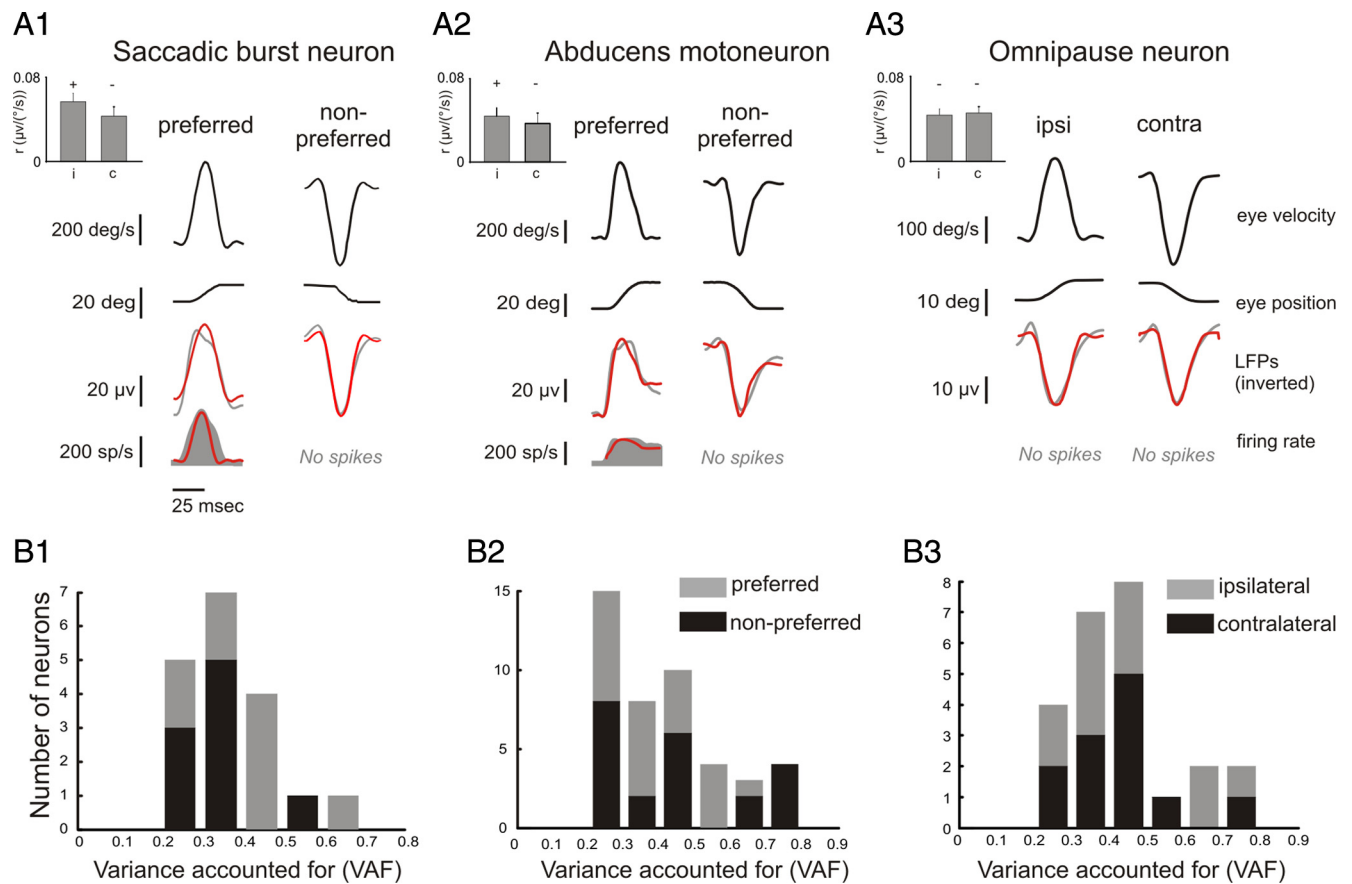 A1
Saccadic burst neuron
0.08
r (μv/(°/s))
0
+ -
i c
preferred
non-
preferred
200 deg/s
20 deg
20 μv
200 sp/s
No spikes
25 msec
A2
Abducens motoneuron
0.08
r (μv/(°/s))
0
+ -
i c
preferred
non-
preferred
200 deg/s
20 deg
20 μv
200 sp/s
No spikes
A3
Omnipause neuron
0.08
r (μv/(°/s))
0
- -
i c
ipsi
contra
100 deg/s
10 deg
10 μv
No spikes
No spikes
eye velocity
eye position
LFPs
(inverted)
firing rate
B1
Number of neurons
7
6
5
4
3
2
1
0
0 0.1 0.2 0.3 0.4 0.5 0.6 0.7 0.8
Variance accounted for (VAF)
B2
preferred
non-preferred
15
10
5
0
0 0.1 0.2 0.3 0.4 0.5 0.6 0.7 0.8 0.9
Variance accounted for (VAF)
B3
ipsilateral
contralateral
8
7
6
5
4
3
2
1
0
0 0.1 0.2 0.3 0.4 0.5 0.6 0.7 0.8 0.9
Variance accounted for (VAF)